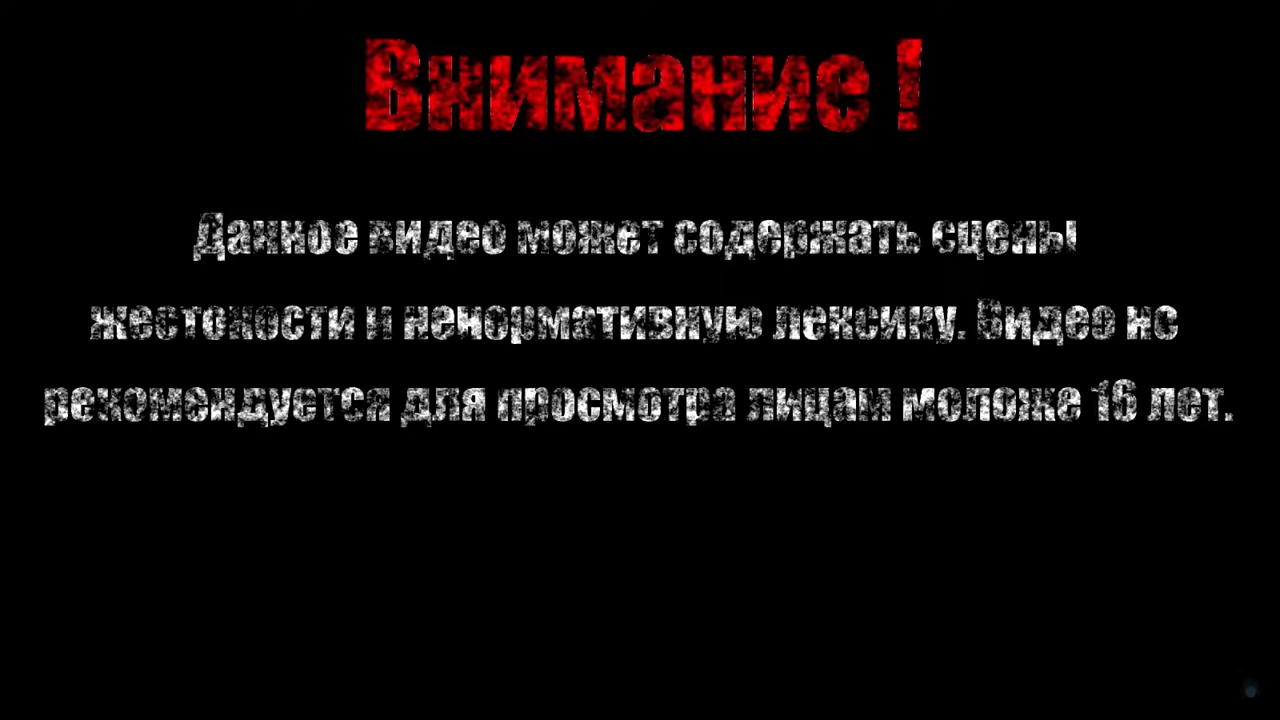 Внимание !
Данное видео может содержать сцены
жестокости и ненормативную лексику. Видео не
рекомендуется для просмотра лицам моложе 16 лет.